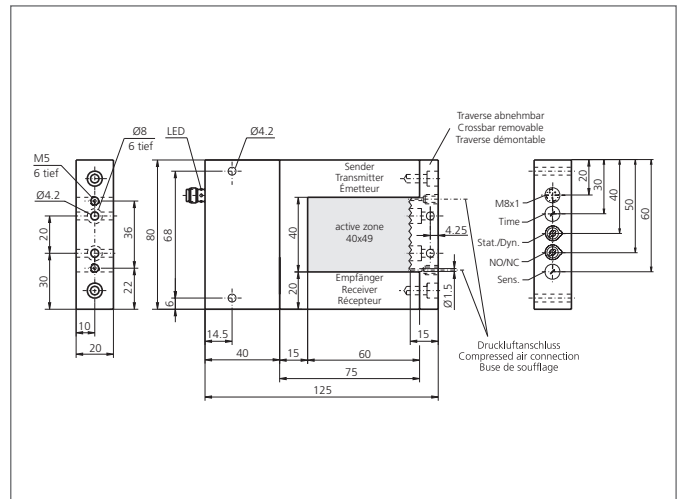 Traverse abnehmbar
Crossbar removable
Traverse démontable
Ø8
6 tief
LED
Ø4.2
M5
6 tief
Ø4.2
Sender
Transmitter
Émetteur
active zone
40x49
Empfänger
Receiver
Récepteur
M8x1
Time
Stat./Dyn.
NO/NC
Sens.
20
30
36
22
10
20
80
68
6
40
20
4.25
Ø1.5
14.5
15
40
15
60
75
125
20
30
40
50
60
Druckluftanschluss
Compressed air connection
Buse de soufflage